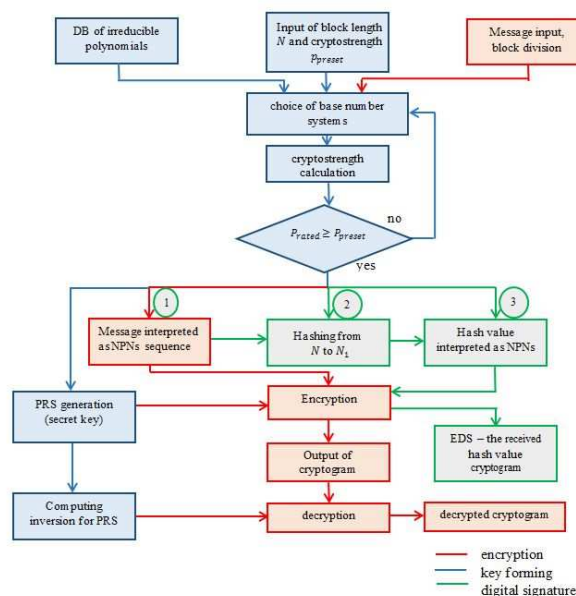 DB of irreducible
polynomials
Input of block length
N and cryptostrength
p_preset
Message input,
block division
choice of base number
systems
cryptostrength
calculation
no
P_rated ≥ P_preset
yes
1
2
3
Message interpreted
as NPNs sequence
Hashing from
N to N₁
Hash value
interpreted as NPNs
PRS generation
(secret key)
Encryption
EDS – the received
hash value
cryptogram
Output of
cryptogram
Computing
inversion for PRS
decryption
decrypted cryptogram
encryption
key forming
digital signature